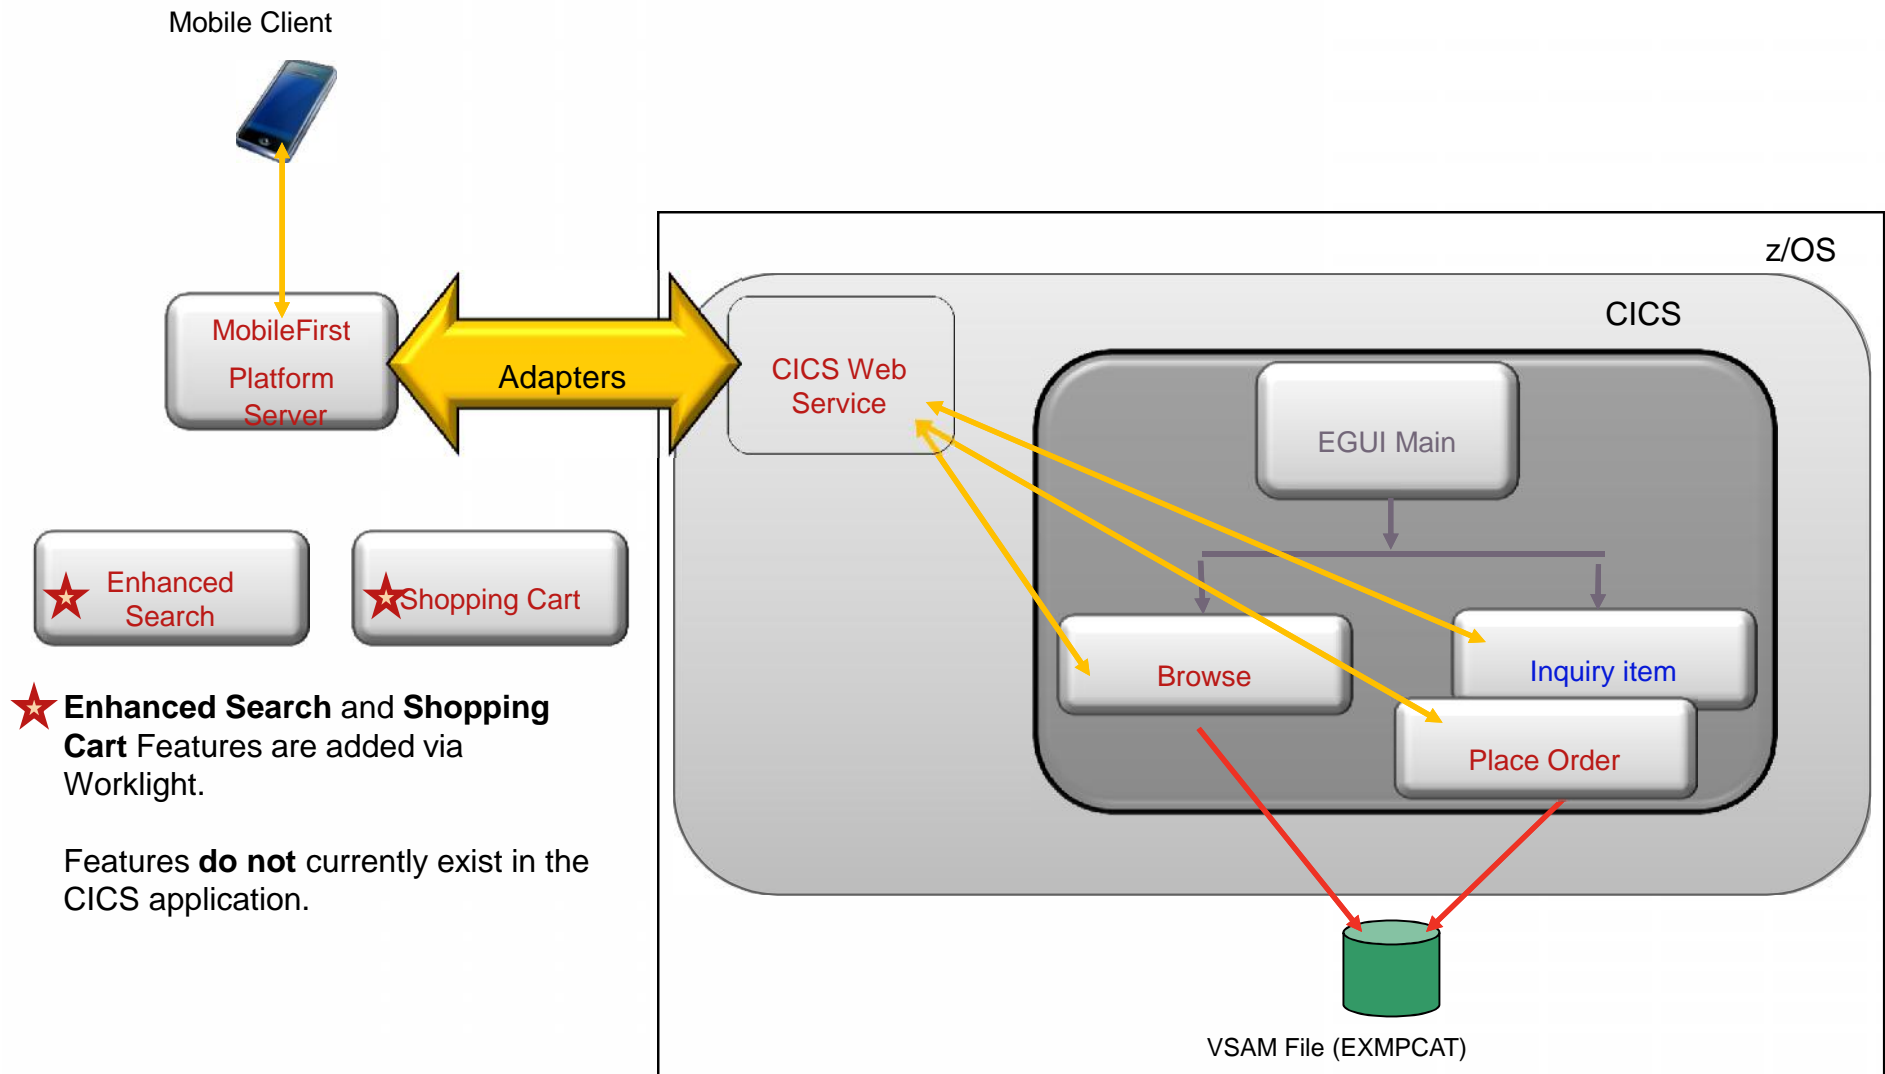 Mobile Client
z/OS
CICS
MobileFirst
Platform
Server
Adapters
CICS Web
Service
EGUI Main
Enhanced
Search
Shopping Cart
Browse
Inquiry item
Place Order
Enhanced Search and Shopping
Cart Features are added via
Worklight.
Features do not currently exist in the
CICS application.
VSAM File (EXMPCAT)